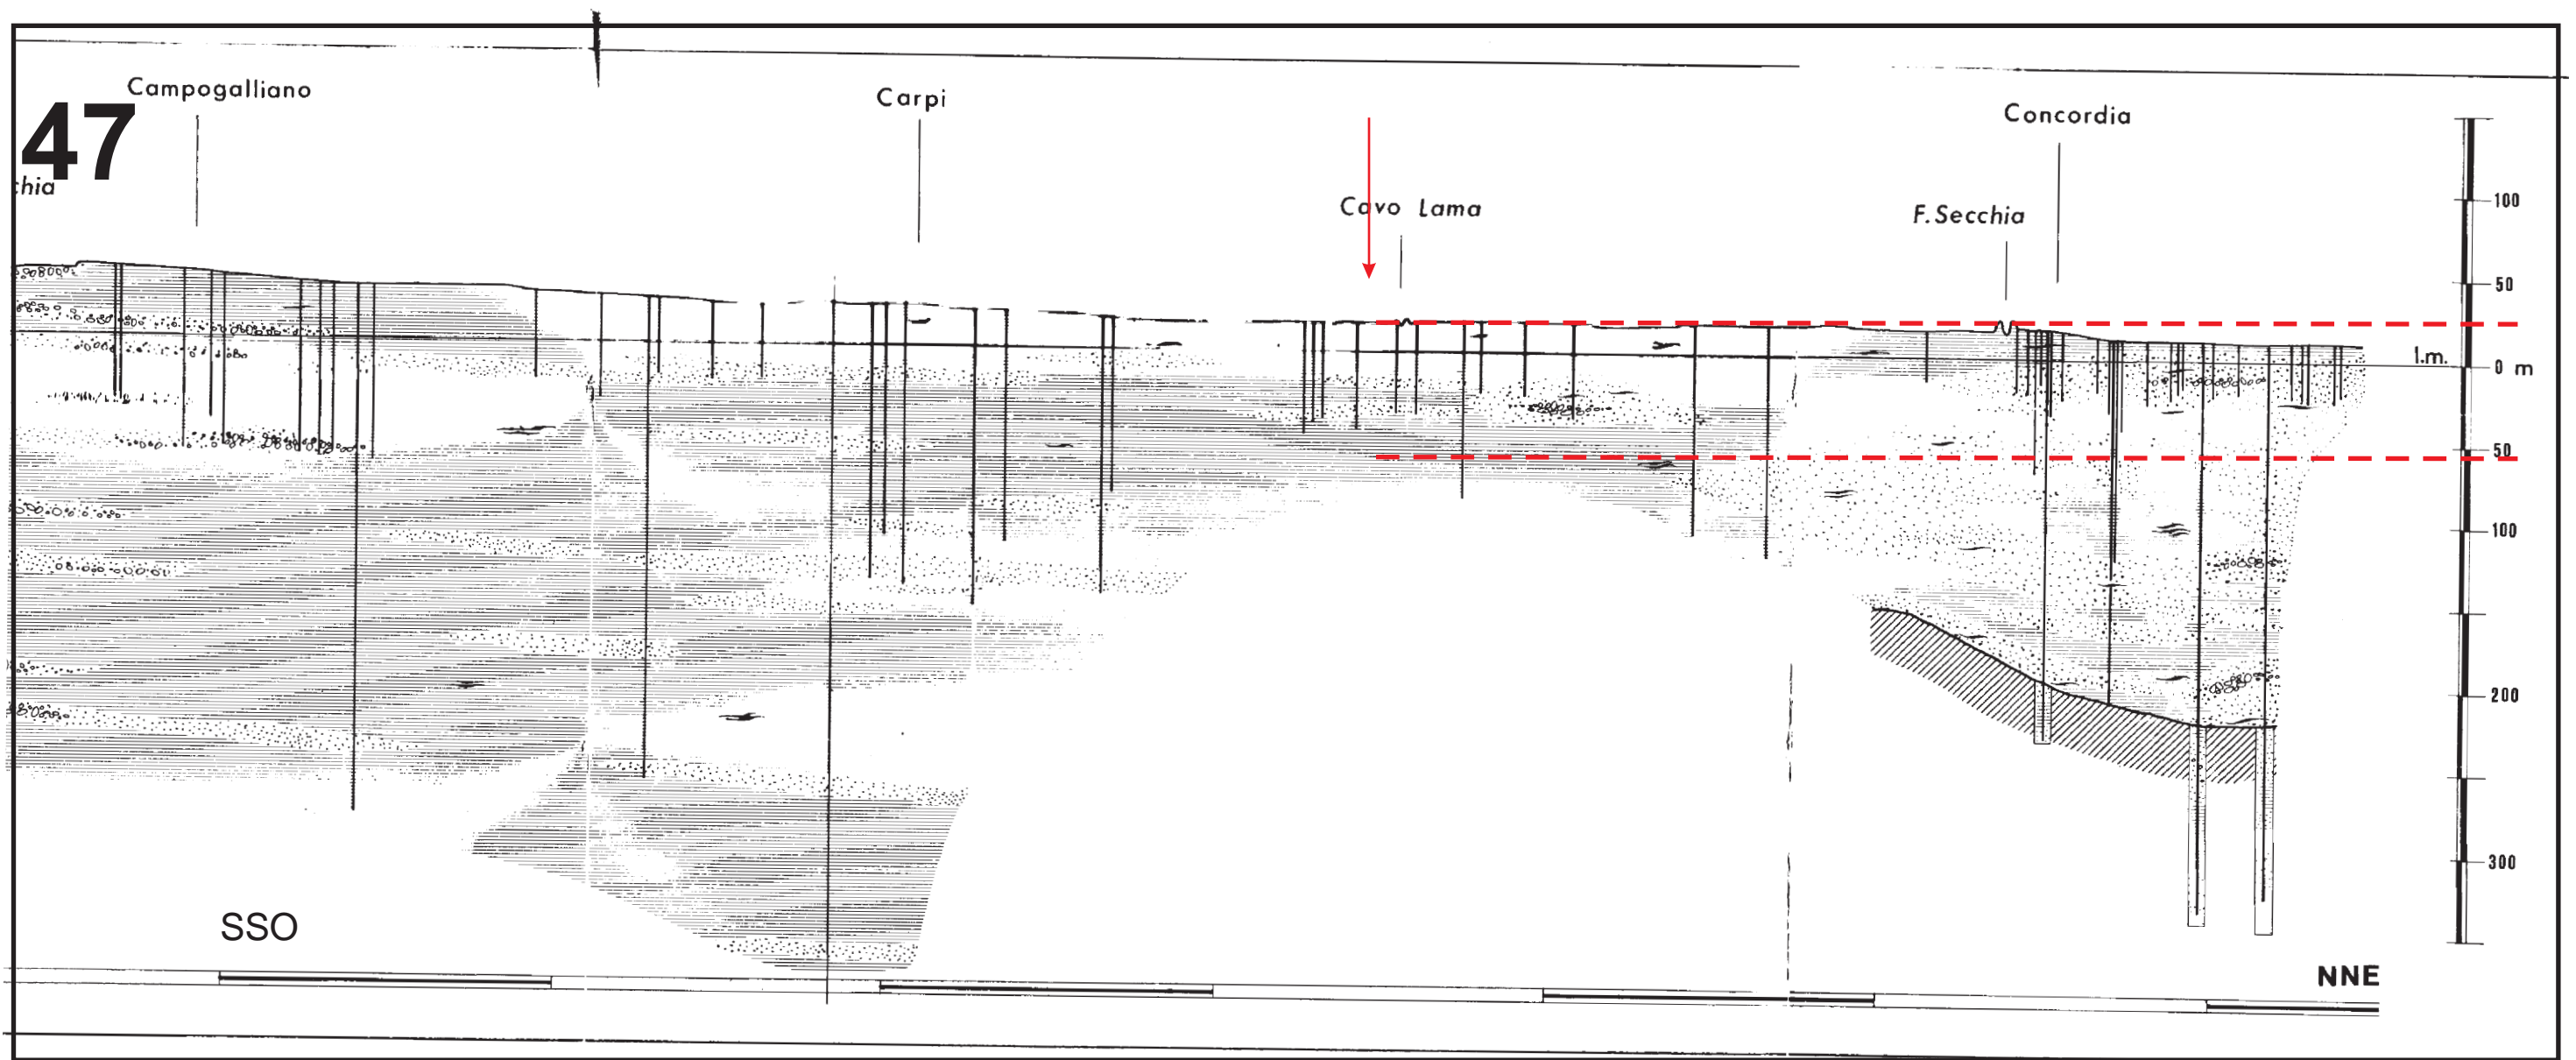 Campogalliano
47
chia
Carpi
Cavo Lama
F. Secchia
Concordia
100
50
l.m.
0 m
50
100
200
300
SSO
NNE